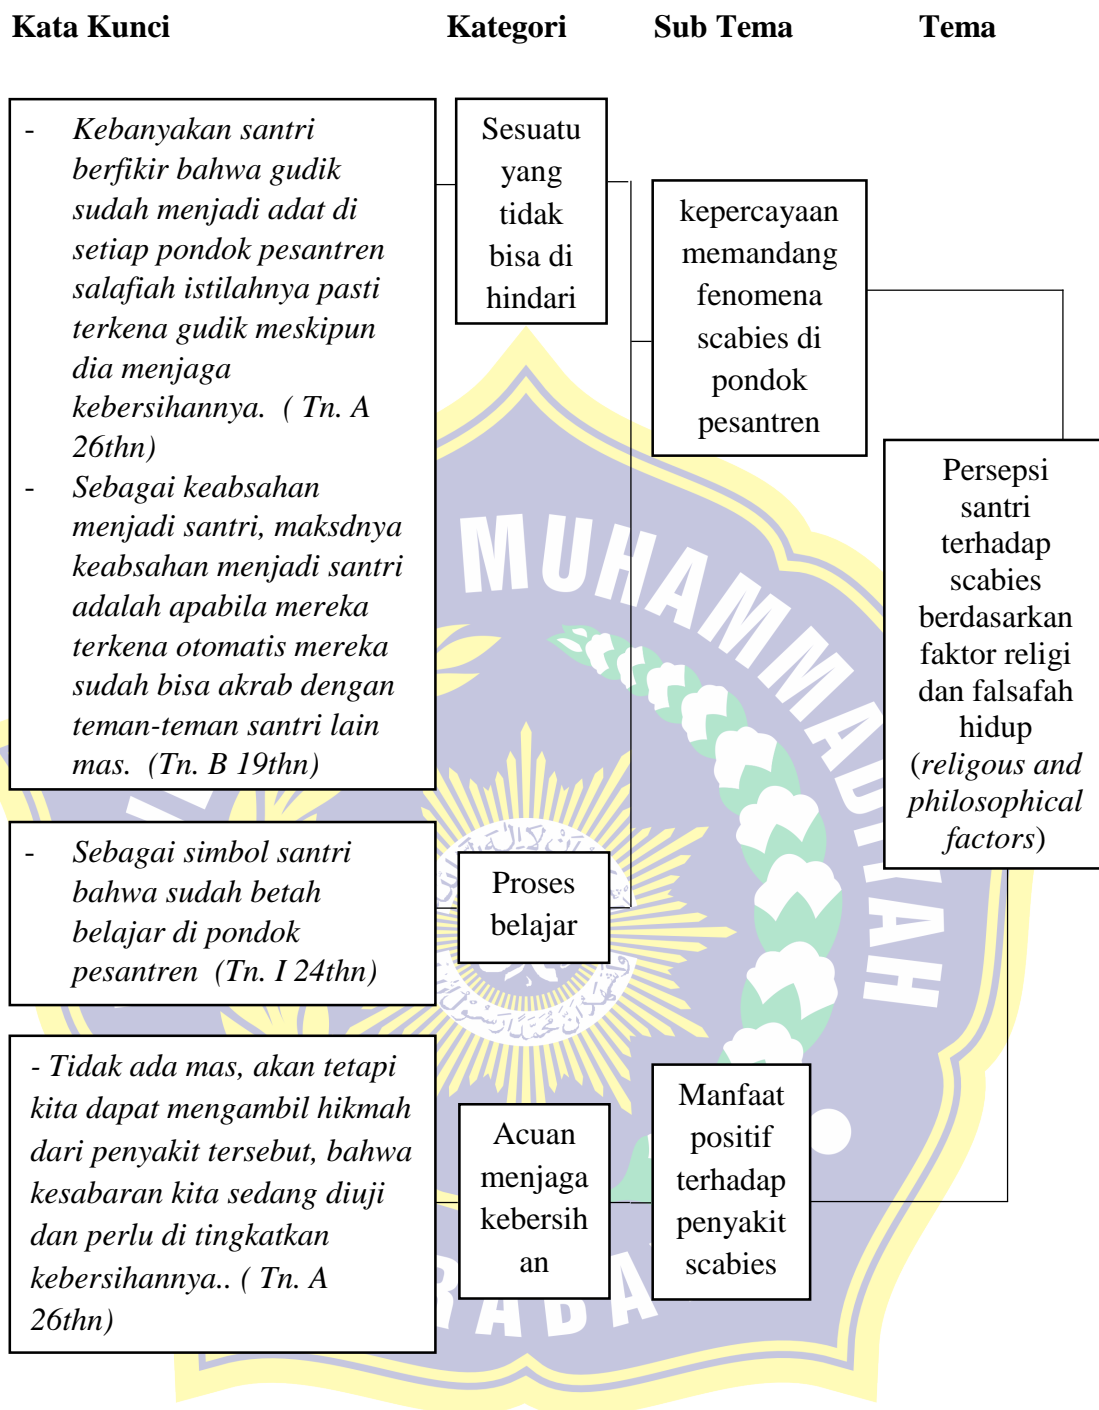 Kata Kunci Kategori Sub Tema Tema
- Kebanyakan santri
berfikir bahwa gudik
sudah menjadi adat di
setiap pondok pesantren
salafiah istilahnya pasti
terkena gudik meskipun
dia menjaga
kebersihannya. ( Tn. A
26thn)
- Sebagai keabsahan
menjadi santri, maksdnya
keabsahan menjadi santri
adalah apabila mereka
terkena otomatis mereka
sudah bisa akrab dengan
teman-teman santri lain
mas. (Tn. B 19thn)
Sesuatu
yang
tidak
bisa di
hindari
kepercayaan
memandang
fenomena
scabies di
pondok
pesantren
Persepsi
santri
terhadap
scabies
berdasarkan
faktor religi
dan falsafah
hidup
(religous and
philosophical
factors)
- Sebagai simbol santri
bahwa sudah betah
belajar di pondok
pesantren (Tn. I 24thn)
Proses
belajar
- Tidak ada mas, akan tetapi
kita dapat mengambil hikmah
dari penyakit tersebut, bahwa
kesabaran kita sedang diuji
dan perlu di tingkatkan
kebersihannya.. ( Tn. A
26thn)
Acuan
menjaga
kebersih
an
Manfaat
positif
terhadap
penyakit
scabies
MUHAMMADIYAH